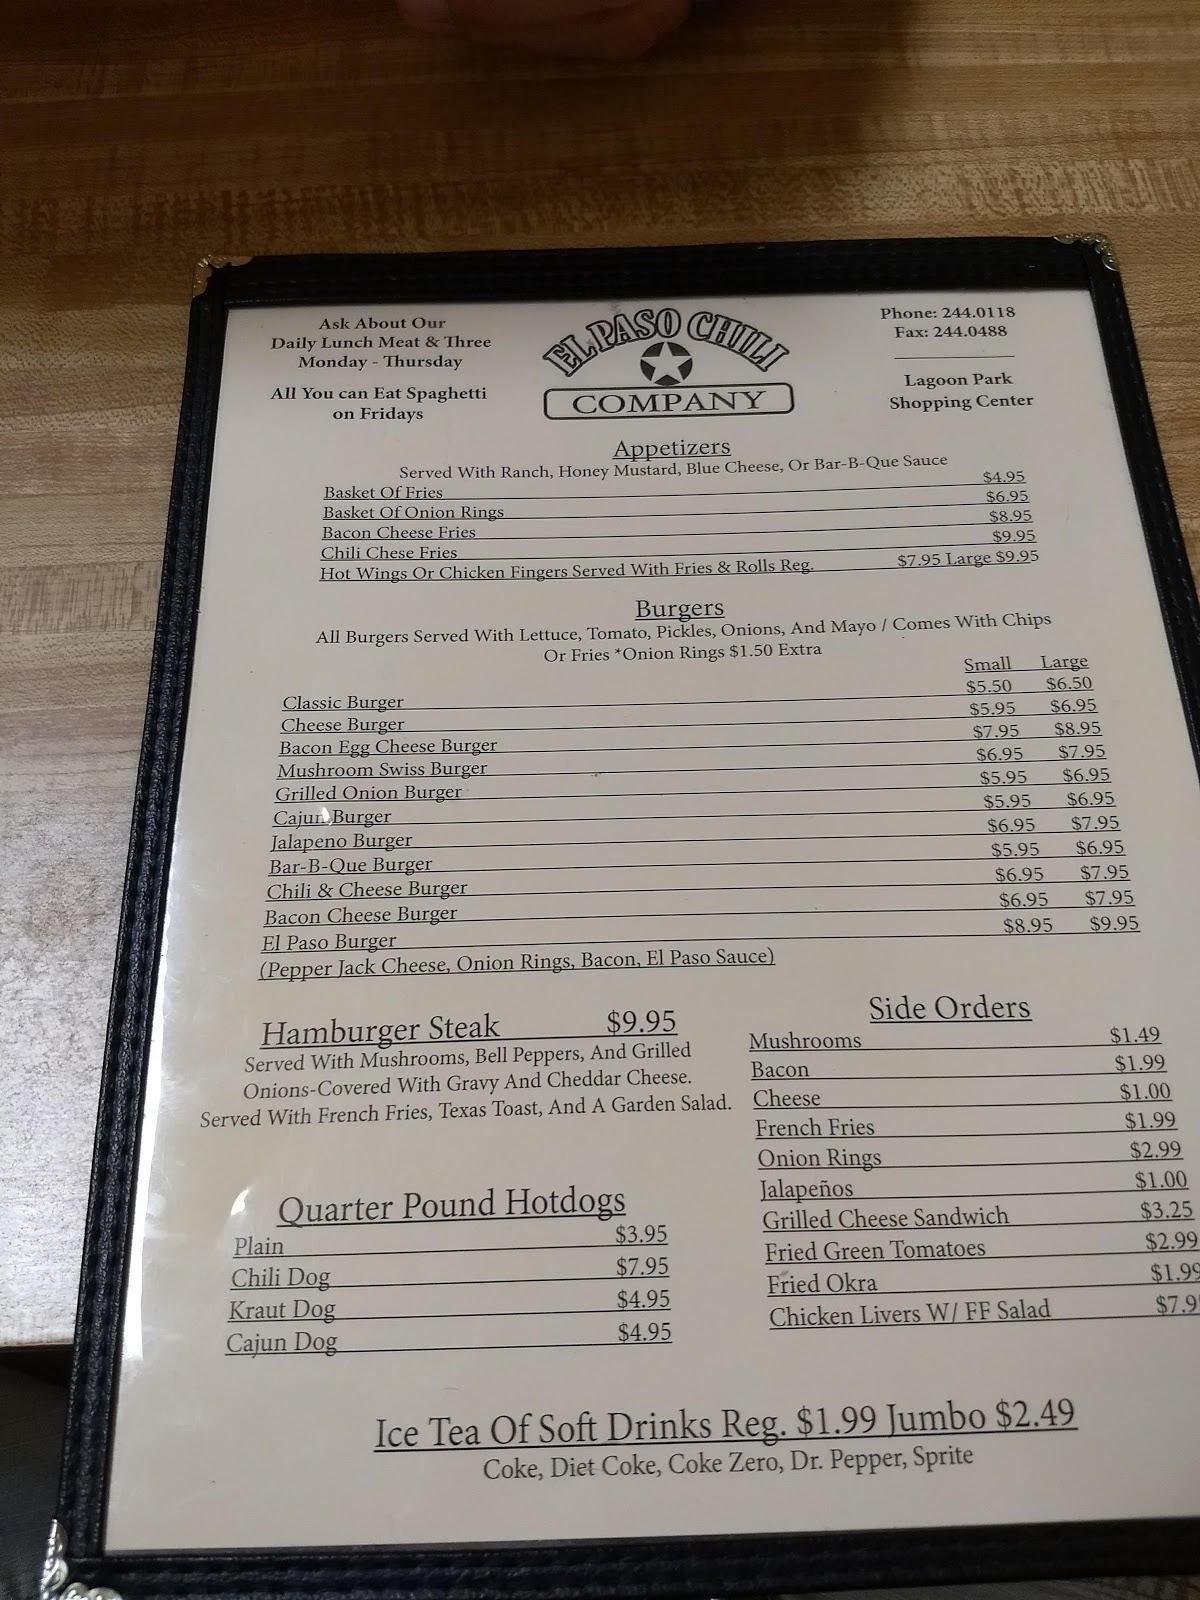 Ask About Our
Daily Lunch Meat & Three
Monday - Thursday
All You can Eat Spaghetti
on Fridays
EL PASO CHILI
COMPANY
Phone: 244.0118
Fax: 244.0488
Lagoon Park
Shopping Center
Appetizers
Served With Ranch, Honey Mustard, Blue Cheese, Or Bar-B-Que Sauce
Basket Of Fries $4.95
Basket Of Onion Rings $6.95
Bacon Cheese Fries $8.95
Chili Chese Fries $9.95
Hot Wings Or Chicken Fingers Served With Fries & Rolls Reg. $7.95 Large $9.95
Burgers
All Burgers Served With Lettuce, Tomato, Pickles, Onions, And Mayo / Comes With Chips
Or Fries *Onion Rings $1.50 Extra
Small Large
Classic Burger $5.50 $6.50
Cheese Burger $5.95 $6.95
Bacon Egg Cheese Burger $7.95 $8.95
Mushroom Swiss Burger $6.95 $7.95
Grilled Onion Burger $5.95 $6.95
Cajun Burger $5.95 $6.95
Jalapeno Burger $6.95 $7.95
Bar-B-Que Burger $5.95 $6.95
Chili & Cheese Burger $6.95 $7.95
Bacon Cheese Burger $6.95 $7.95
El Paso Burger $8.95 $9.95
(Pepper Jack Cheese, Onion Rings, Bacon, El Paso Sauce)
Hamburger Steak $9.95
Served With Mushrooms, Bell Peppers, And Grilled
Onions-Covered With Gravy And Cheddar Cheese.
Served With French Fries, Texas Toast, And A Garden Salad.
Quarter Pound Hotdogs
Plain $3.95
Chili Dog $7.95
Kraut Dog $4.95
Cajun Dog $4.95
Side Orders
Mushrooms $1.49
Bacon $1.99
Cheese $1.00
French Fries $1.99
Onion Rings $2.99
Jalapeños $1.00
Grilled Cheese Sandwich $3.25
Fried Green Tomatoes $2.99
Fried Okra $1.99
Chicken Livers W/ FF Salad
Ice Tea Of Soft Drinks Reg. $1.99 Jumbo $2.49
Coke, Diet Coke, Coke Zero, Dr. Pepper, Sprite